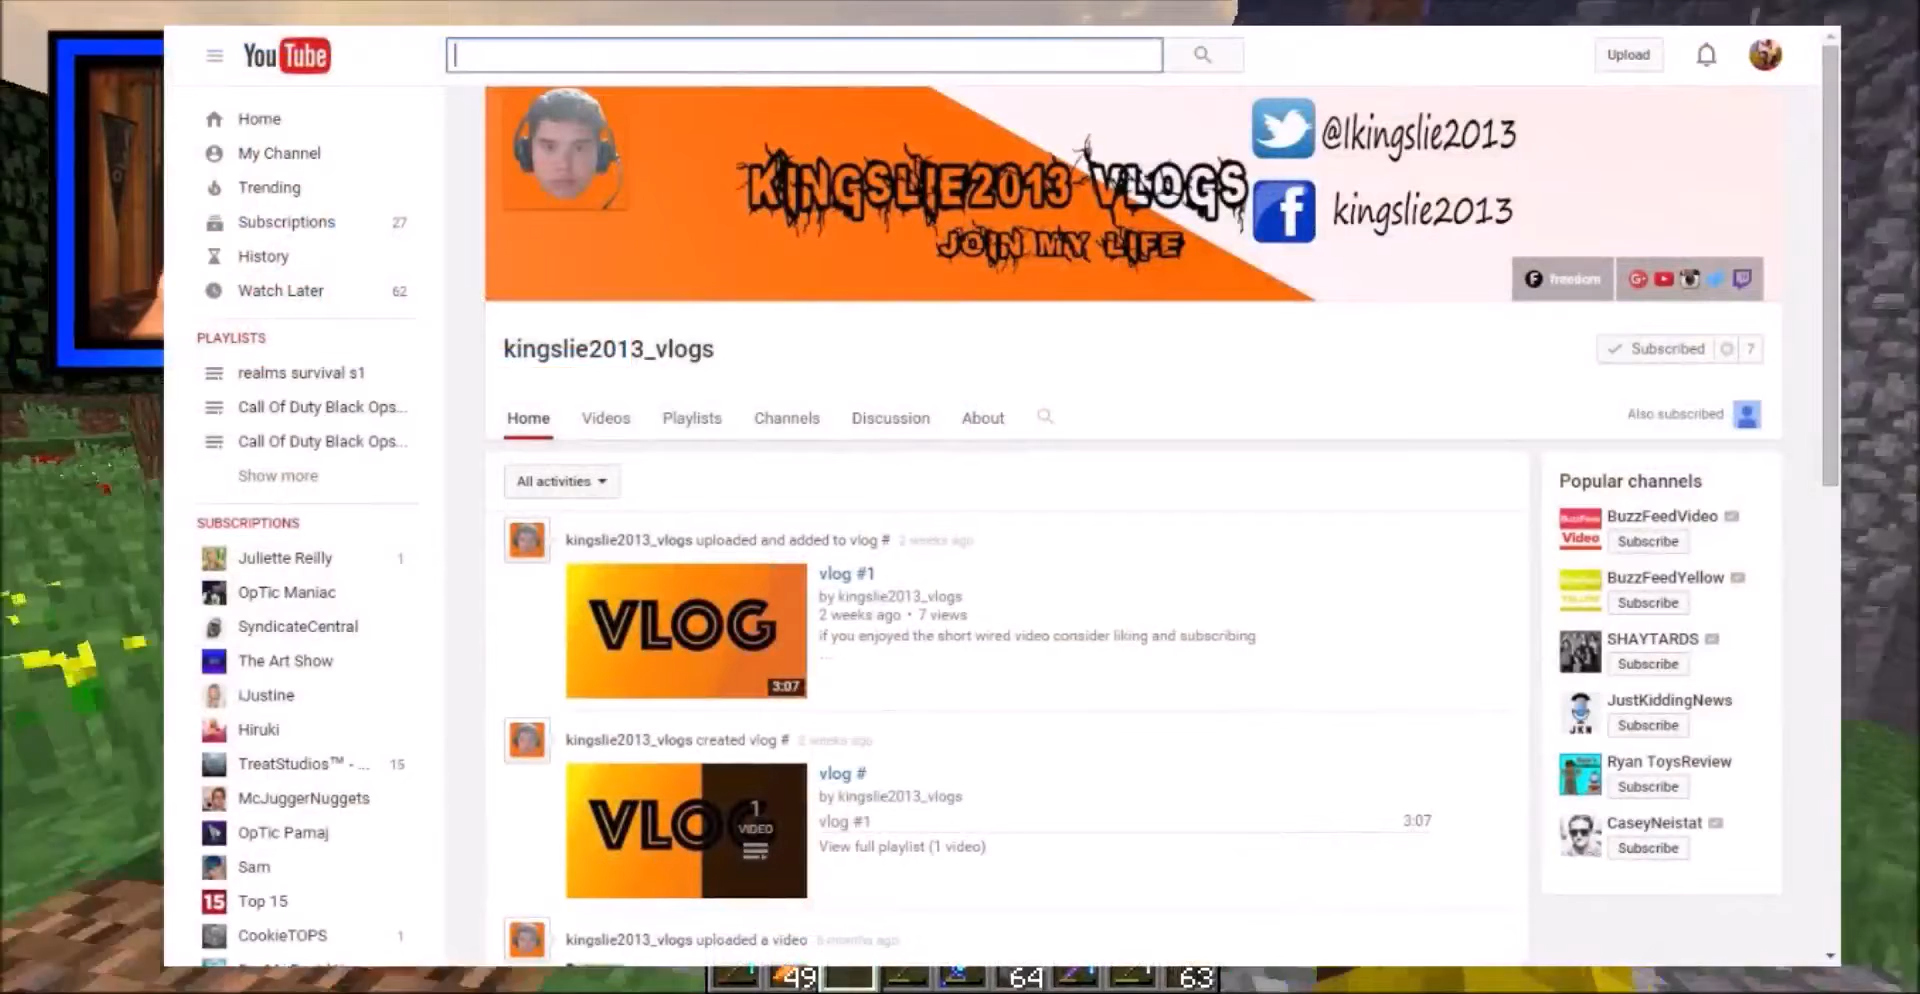 YouTube
Upload
Home
My Channel
Trending
Subscriptions 27
History
Watch Later 62
PLAYLISTS
realms survival s1
Call Of Duty Black Ops...
Call Of Duty Black Ops...
Show more
SUBSCRIPTIONS
Juliette Reilly 1
OpTic Maniac
SyndicateCentral
The Art Show
iJustine
Hiruki
TreatStudios™ - ... 15
McJuggerNuggets
OpTic Pamaj
Sam
15 Top 15
CookieTOPS 1
KINGSLIE2013 VLOGS
JOIN MY LIFE
@lkingslie2013
kingslie2013
freedom
kingslie2013_vlogs
Subscribed 7
Home Videos Playlists Channels Discussion About
Also subscribed
All activities
kingslie2013_vlogs uploaded and added to vlog # 2 weeks ago
VLOG
3:07
vlog #1
by kingslie2013_vlogs
2 weeks ago • 7 views
if you enjoyed the short wired video consider liking and subscribing
...
kingslie2013_vlogs created vlog # 2 weeks ago
VLO
1
VIDEO
vlog #
by kingslie2013_vlogs
vlog #1 3:07
View full playlist (1 video)
kingslie2013_vlogs uploaded a video 6 months ago
Popular channels
BuzzFeedVideo
Subscribe
BuzzFeedYellow
Subscribe
SHAYTARDS
Subscribe
JustKiddingNews
JKN
Subscribe
Ryan ToysReview
Subscribe
CaseyNeistat
Subscribe
49 64 63